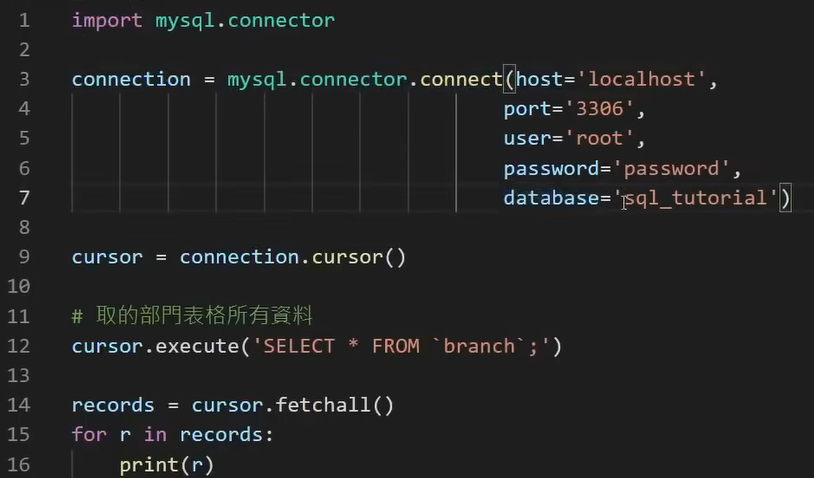 1 import mysql.connector
2
3 connection = mysql.connector.connect(host='localhost',
4 port='3306',
5 user='root',
6 password='password',
7 database='sql_tutorial')
8
9 cursor = connection.cursor()
10
11 # 取的部門表格所有資料
12 cursor.execute('SELECT * FROM `branch`;')
13
14 records = cursor.fetchall()
15 for r in records:
16 print(r)